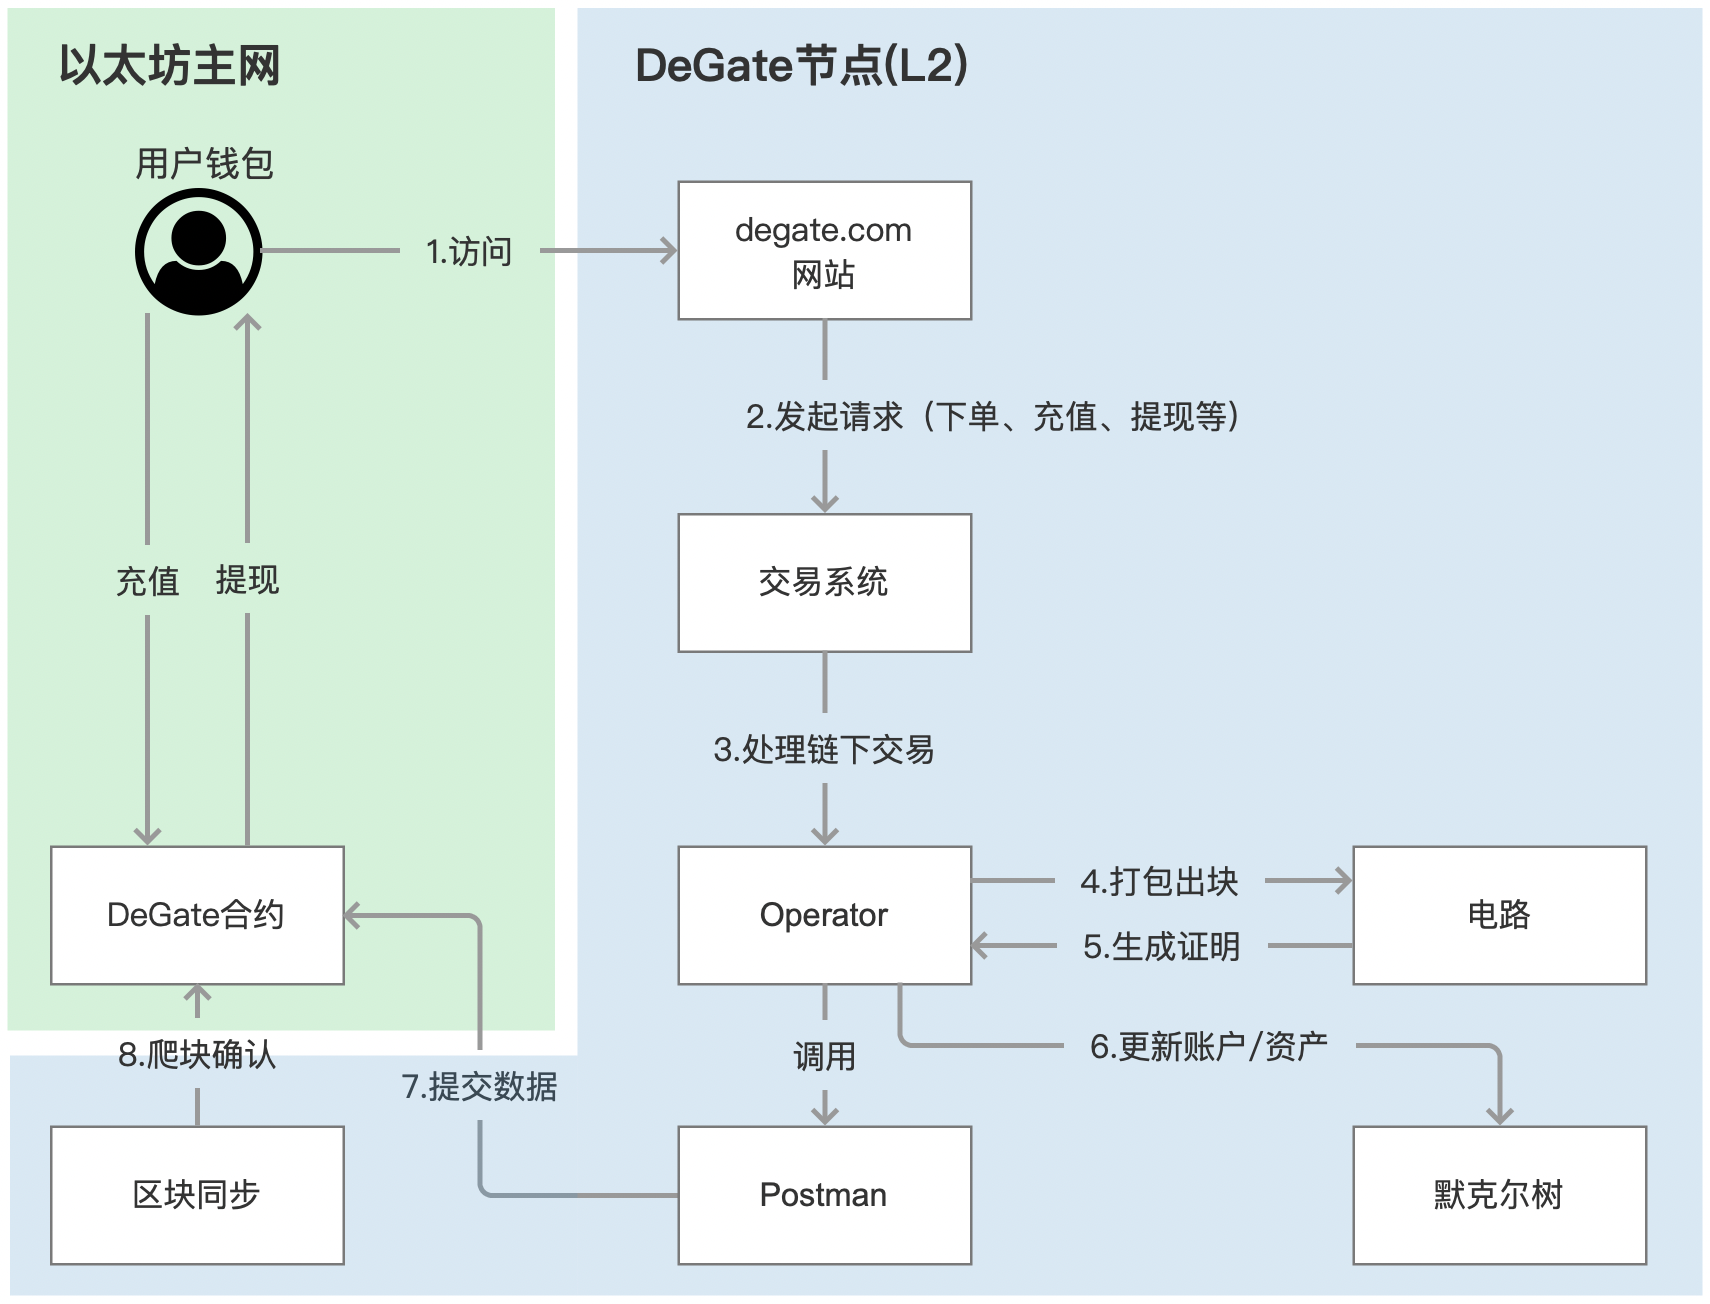 以太坊主网
DeGate节点(L2)
用户钱包
1.访问
degate.com
网站
2.发起请求（下单、充值、提现等）
充值
提现
交易系统
3.处理链下交易
DeGate合约
Operator
4.打包出块
5.生成证明
电路
8.爬块确认
7.提交数据
调用
6.更新账户/资产
区块同步
Postman
默克尔树